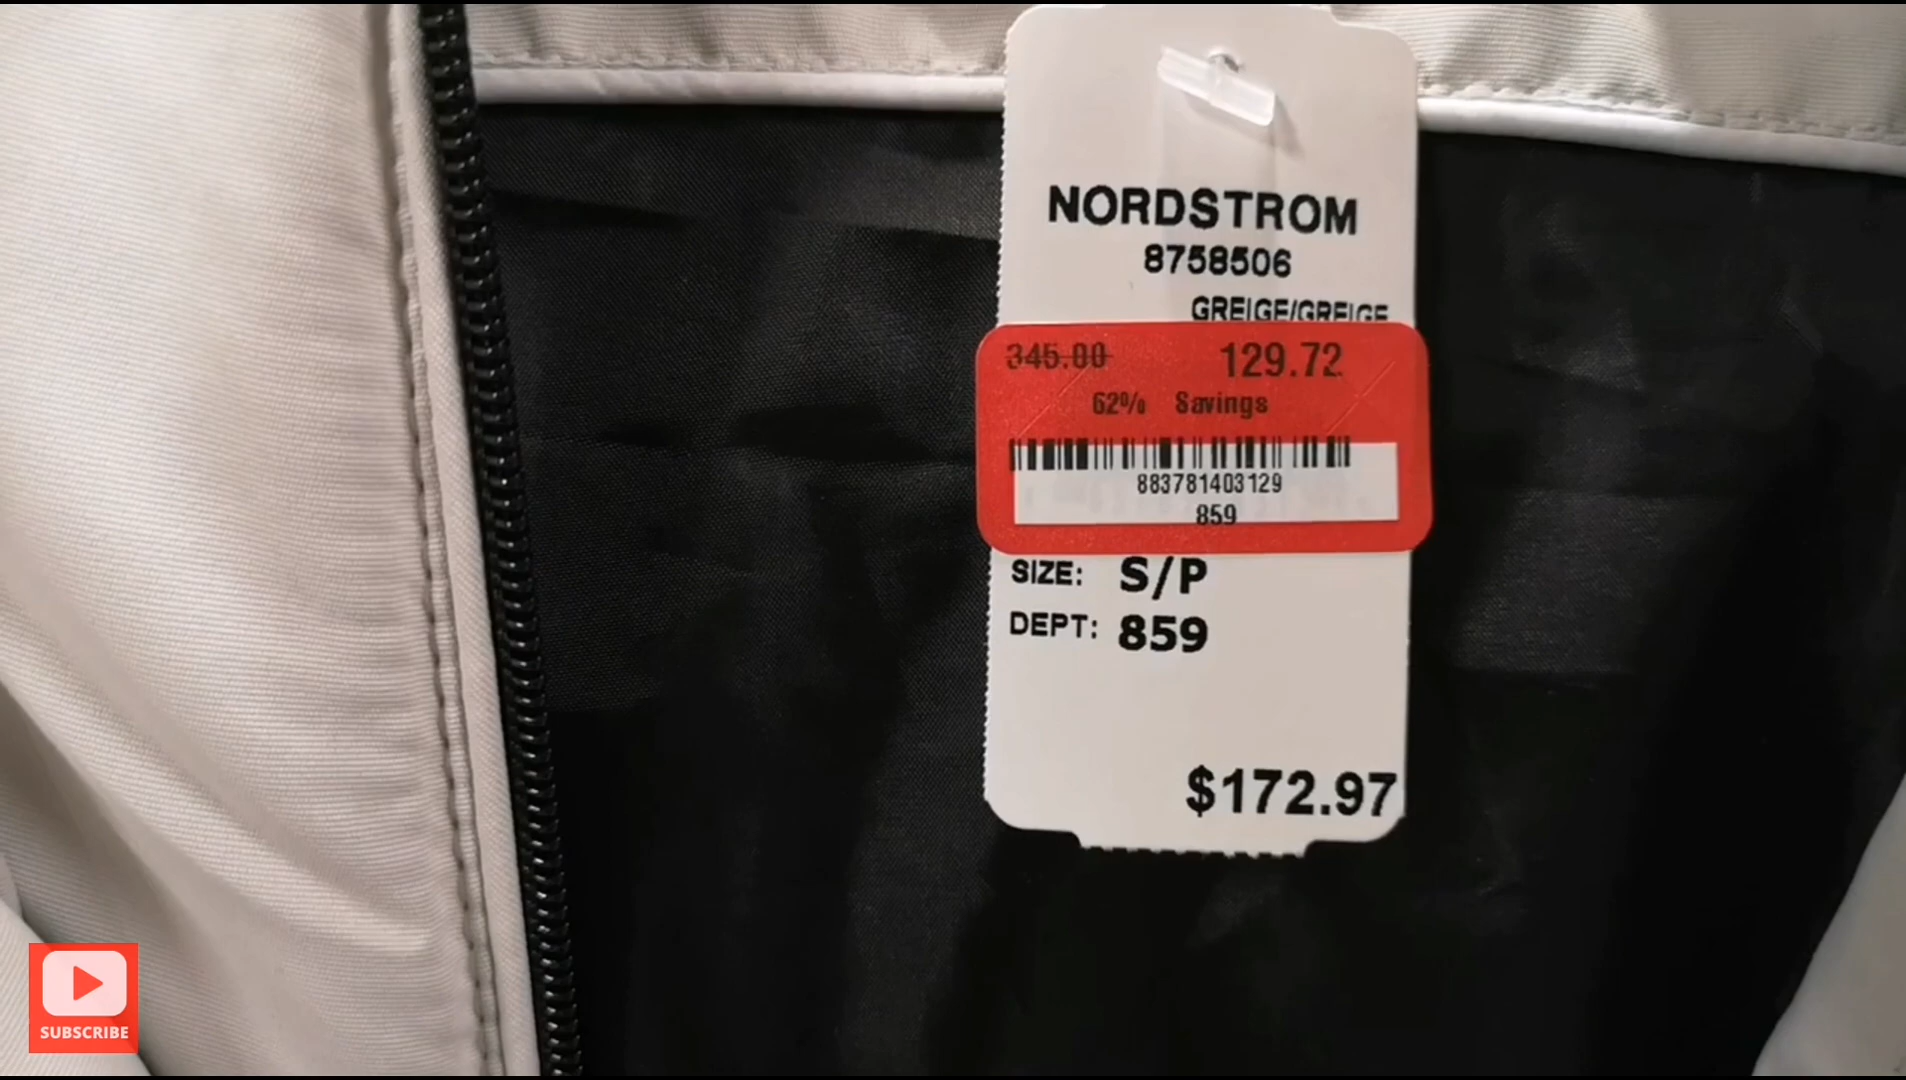 NORDSTROM
8758506
GREIGE/GREIGE
345.00 129.72
62% Savings
883781403129
859
SIZE: S/P
DEPT: 859
$172.97
SUBSCRIBE